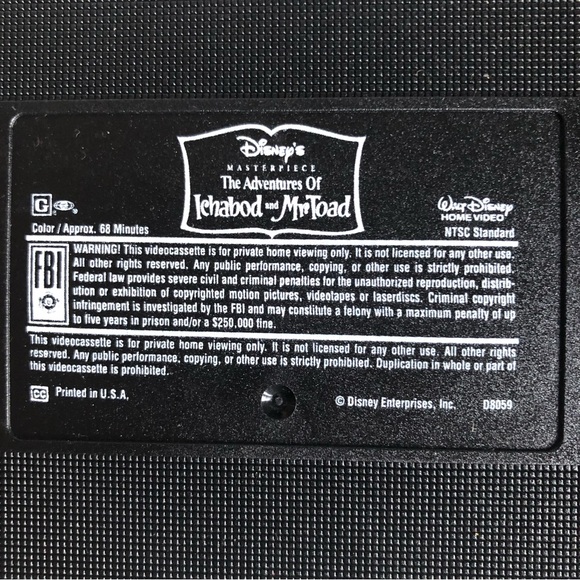 Disney's
MASTERPIECE
The Adventures Of
Ichabod and Mr Toad
G
Walt Disney
HOME VIDEO
Color / Approx. 68 Minutes
NTSC Standard
FBI
WARNING! This videocassette is for private home viewing only. It is not licensed for any other use.
All other rights reserved. Any public performance, copying, or other use is strictly prohibited.
Federal law provides severe civil and criminal penalties for the unauthorized reproduction, distrib-
ution or exhibition of copyrighted motion pictures, videotapes or laserdiscs. Criminal copyright
infringement is investigated by the FBI and may constitute a felony with a maximum penalty of up
to five years in prison and/or a $250,000 fine.
This videocassette is for private home viewing only. It is not licensed for any other use. All other rights
reserved. Any public performance, copying, or other use is strictly prohibited. Duplication in whole or part of
this videocassette is prohibited.
CC Printed in U.S.A.
© Disney Enterprises, Inc. D8059